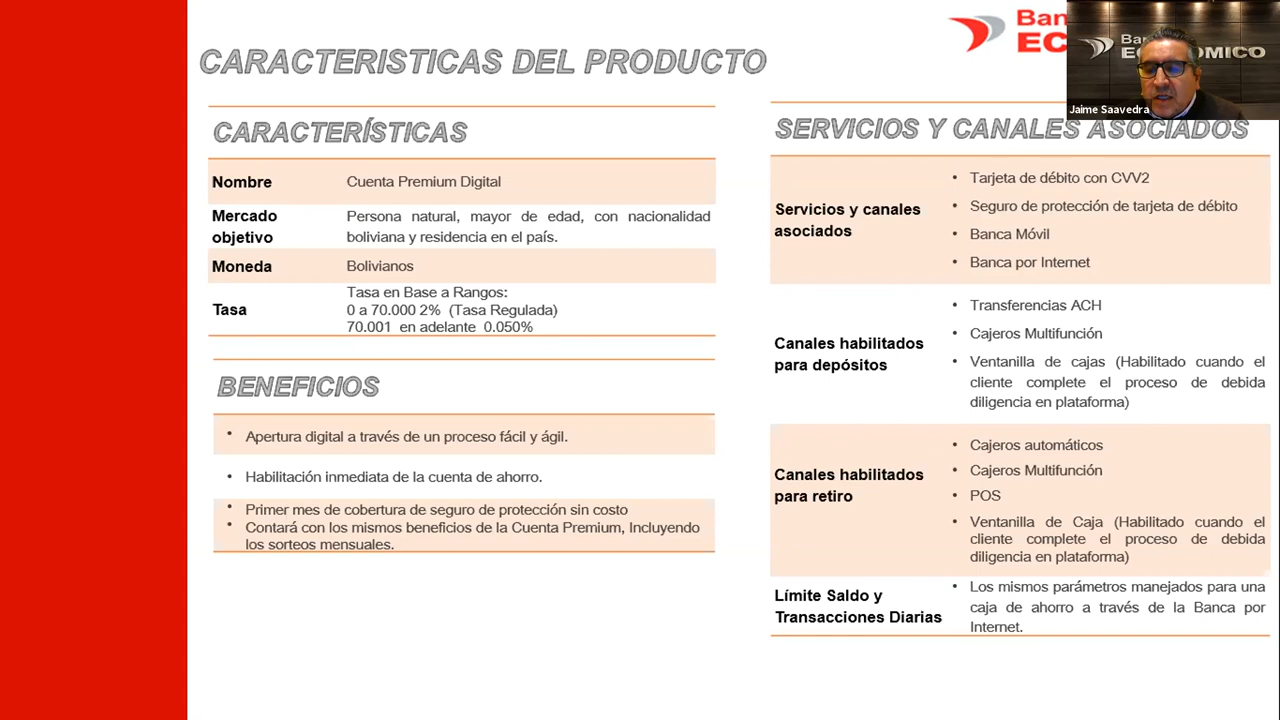 CARACTERISTICAS DEL PRODUCTO
Ban
EC
Ban
ECONOMICO
Jaime Saavedra
CARACTERÍSTICAS
Nombre
Cuenta Premium Digital
Mercado
objetivo
Persona natural, mayor de edad, con nacionalidad
boliviana y residencia en el país.
Moneda
Bolivianos
Tasa
Tasa en Base a Rangos:
0 a 70.000 2% (Tasa Regulada)
70.001 en adelante 0.050%
BENEFICIOS
• Apertura digital a través de un proceso fácil y ágil.
• Habilitación inmediata de la cuenta de ahorro.
• Primer mes de cobertura de seguro de protección sin costo
• Contará con los mismos beneficios de la Cuenta Premium, Incluyendo
los sorteos mensuales.
SERVICIOS Y CANALES ASOCIADOS
Servicios y canales
asociados
• Tarjeta de débito con CVV2
• Seguro de protección de tarjeta de débito
• Banca Móvil
• Banca por Internet
Canales habilitados
para depósitos
• Transferencias ACH
• Cajeros Multifunción
• Ventanilla de cajas (Habilitado cuando el
cliente complete el proceso de debida
diligencia en plataforma)
Canales habilitados
para retiro
• Cajeros automáticos
• Cajeros Multifunción
• POS
• Ventanilla de Caja (Habilitado cuando el
cliente complete el proceso de debida
diligencia en plataforma)
Límite Saldo y
Transacciones Diarias
• Los mismos parámetros manejados para una
caja de ahorro a través de la Banca por
Internet.